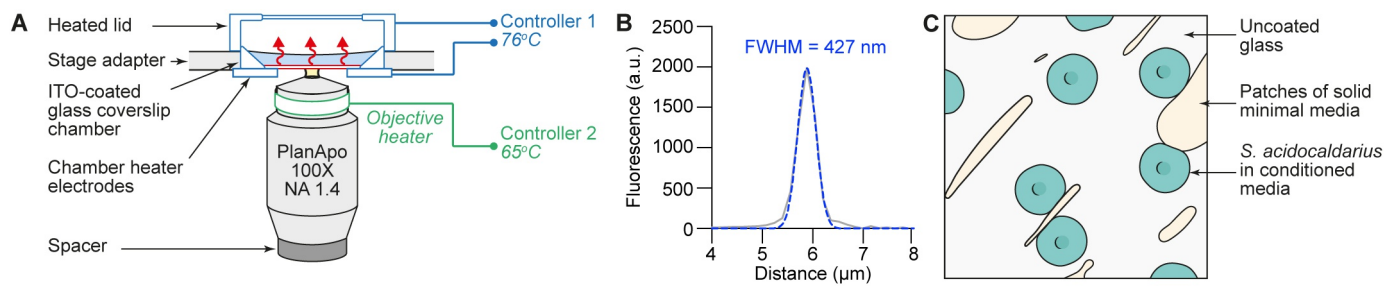 A
Heated lid
Stage adapter
ITO-coated
glass coverslip
chamber
Chamber heater
electrodes
Spacer
PlanApo
100X
NA 1.4
Objective
heater
Controller 1
76°C
Controller 2
65°C
B
FWHM = 427 nm
Fluorescence (a.u.)
2500
2000
1500
1000
500
0
4 5 6 7 8
Distance (µm)
C
Uncoated
glass
Patches of solid
minimal media
S. acidocaldarius
in conditioned
media